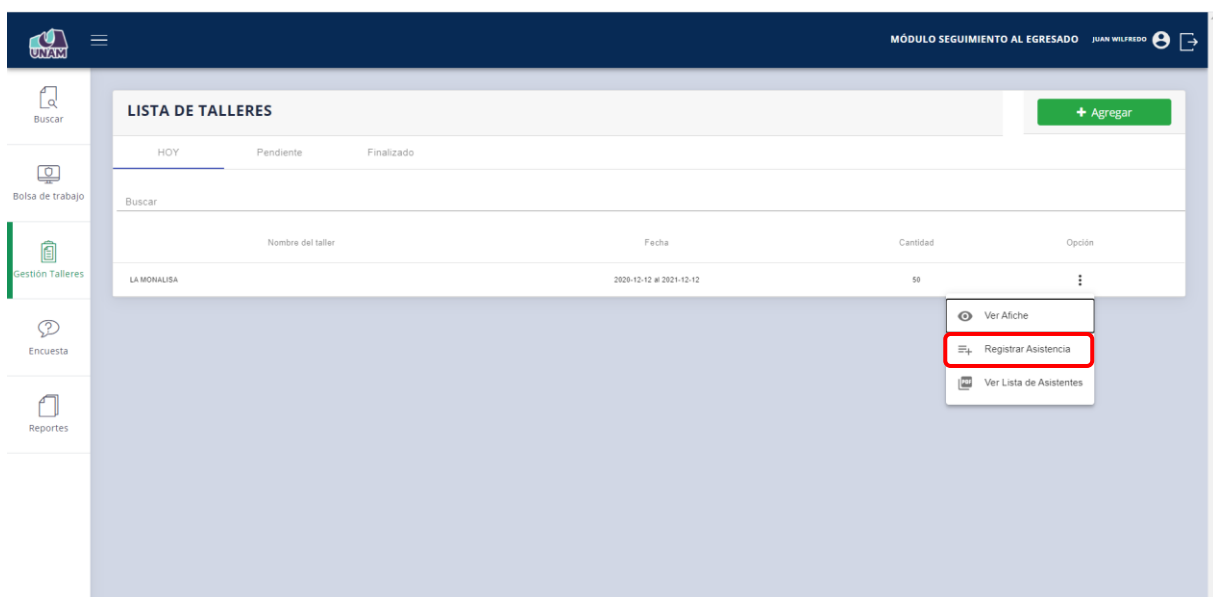 UNAM
MÓDULO SEGUIMIENTO AL EGRESADO JUAN WILFREDO
Buscar
Bolsa de trabajo
Gestión Talleres
Encuesta
Reportes
LISTA DE TALLERES
+ Agregar
HOY Pendiente Finalizado
Buscar
Nombre del taller Fecha Cantidad Opción
LA MONALISA 2020-12-12 al 2021-12-12 50
Ver Afiche
Registrar Asistencia
PDF Ver Lista de Asistentes